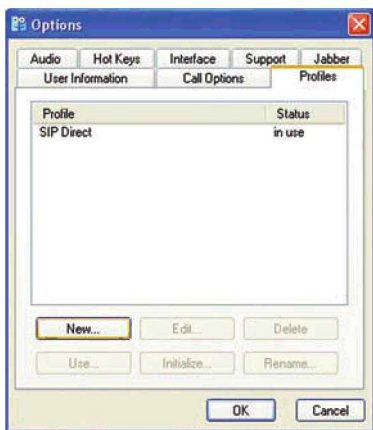 Options
Audio Hot Keys Interface Support Jabber
User Information Call Options Profiles
Profile Status
SIP Direct in use
New... Edit... Delete
Use... Initialize... Rename...
OK Cancel